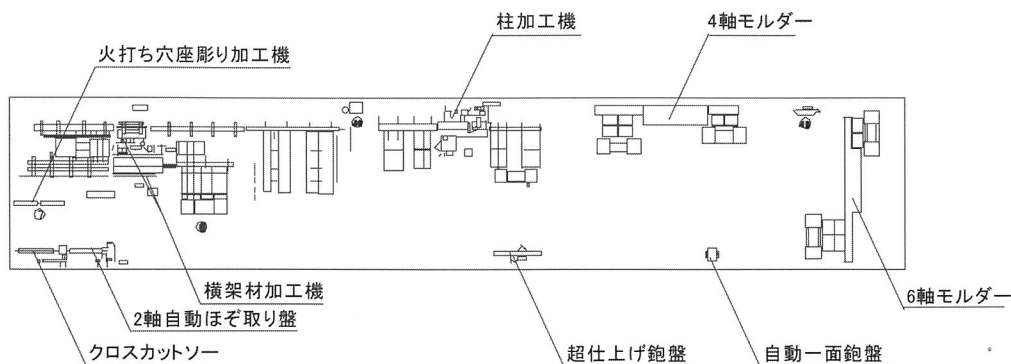 柱加工機
4軸モルダー
火打ち穴座彫り加工機
横架材加工機
6軸モルダー
2軸自動ほぞ取り盤
クロスカットソー
超仕上げ鉋盤
自動一面鉋盤